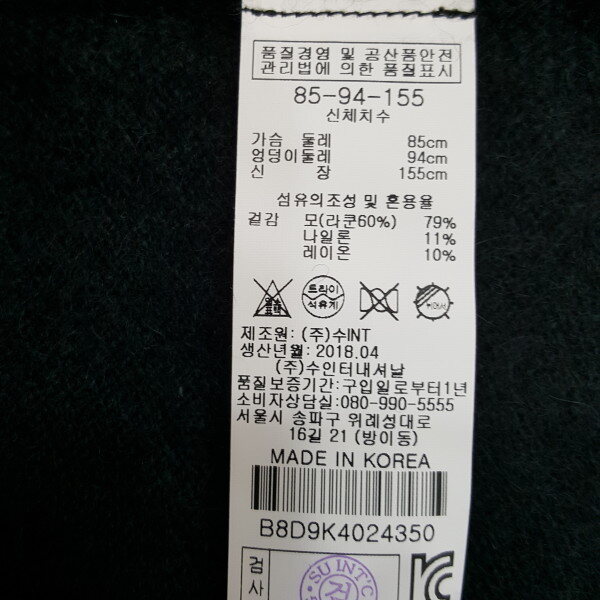 품질경영 및 공산품안전
관리법에 의한 품질표시
85-94-155
신체치수
가슴 둘레 85cm
엉덩이둘레 94cm
신 장 155cm
섬유의조성 및 혼용율
겉감 모(라쿤60%) 79%
나일론 11%
레이온 10%
드라이
석유계
제조원: (주)수INT
생산년월: 2018.04
(주)수인터내셔날
품질보증기간:구입일로부터1년
소비자상담실:080-990-5555
서울시 송파구 위례성대로
16길 21 (방이동)
MADE IN KOREA
B8D9K4024350
검사
SU INT'C
검